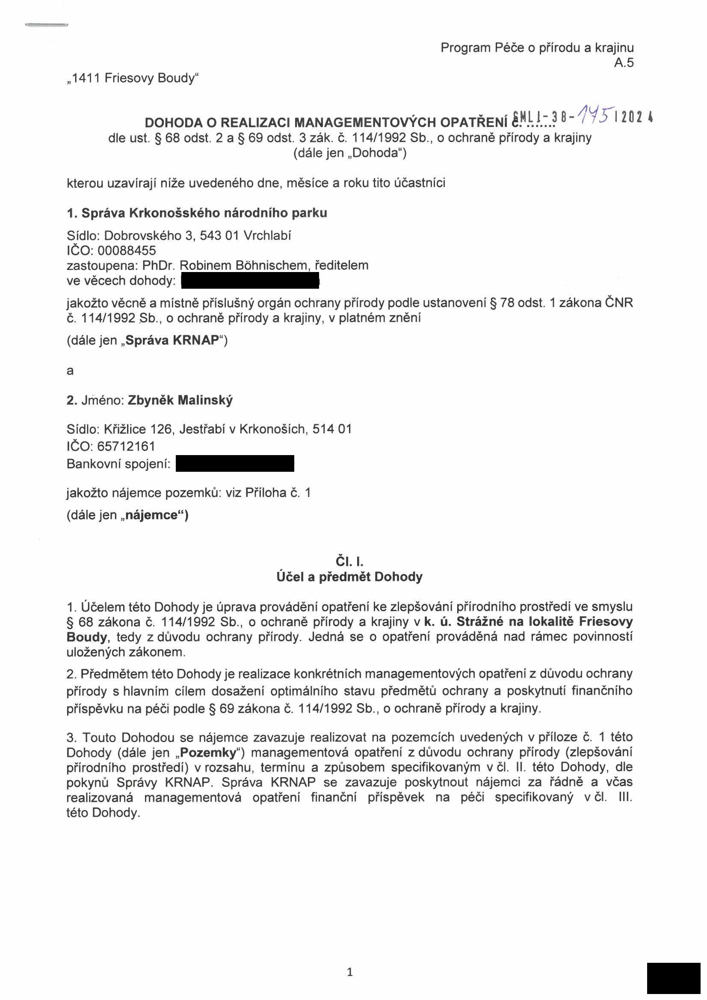 Program Péče o přírodu a krajinu
A.5
„1411 Friesovy Boudy“
DOHODA O REALIZACI MANAGEMENTOVÝCH OPATŘENÍ č. ....... SMLI-38-145/2024
dle ust. § 68 odst. 2 a § 69 odst. 3 zák. č. 114/1992 Sb., o ochraně přírody a krajiny
(dále jen „Dohoda“)
kterou uzavírají níže uvedeného dne, měsíce a roku tito účastníci
1. Správa Krkonošského národního parku
Sídlo: Dobrovského 3, 543 01 Vrchlabí
IČO: 00088455
zastoupena: PhDr. Robinem Böhnischem, ředitelem
ve věcech dohody:
jakožto věcně a místně příslušný orgán ochrany přírody podle ustanovení § 78 odst. 1 zákona ČNR
č. 114/1992 Sb., o ochraně přírody a krajiny, v platném znění
(dále jen „Správa KRNAP“)
a
2. Jméno: Zbyněk Malinský
Sídlo: Křižlice 126, Jestřabí v Krkonoších, 514 01
IČO: 65712161
Bankovní spojení:
jakožto nájemce pozemků: viz Příloha č. 1
(dále jen „nájemce“)
Čl. I.
Účel a předmět Dohody
1. Účelem této Dohody je úprava provádění opatření ke zlepšování přírodního prostředí ve smyslu
§ 68 zákona č. 114/1992 Sb., o ochraně přírody a krajiny v k. ú. Strážné na lokalitě Friesovy
Boudy, tedy z důvodu ochrany přírody. Jedná se o opatření prováděná nad rámec povinností
uložených zákonem.
2. Předmětem této Dohody je realizace konkrétních managementových opatření z důvodu ochrany
přírody s hlavním cílem dosažení optimálního stavu předmětů ochrany a poskytnutí finančního
příspěvku na péči podle § 69 zákona č. 114/1992 Sb., o ochraně přírody a krajiny.
3. Touto Dohodou se nájemce zavazuje realizovat na pozemcích uvedených v příloze č. 1 této
Dohody (dále jen „Pozemky“) managementová opatření z důvodu ochrany přírody (zlepšování
přírodního prostředí) v rozsahu, termínu a způsobem specifikovaným v čl. II. této Dohody, dle
pokynů Správy KRNAP. Správa KRNAP se zavazuje poskytnout nájemci za řádně a včas
realizovaná managementová opatření finanční příspěvek na péči specifikovaný v čl. III.
této Dohody.
1